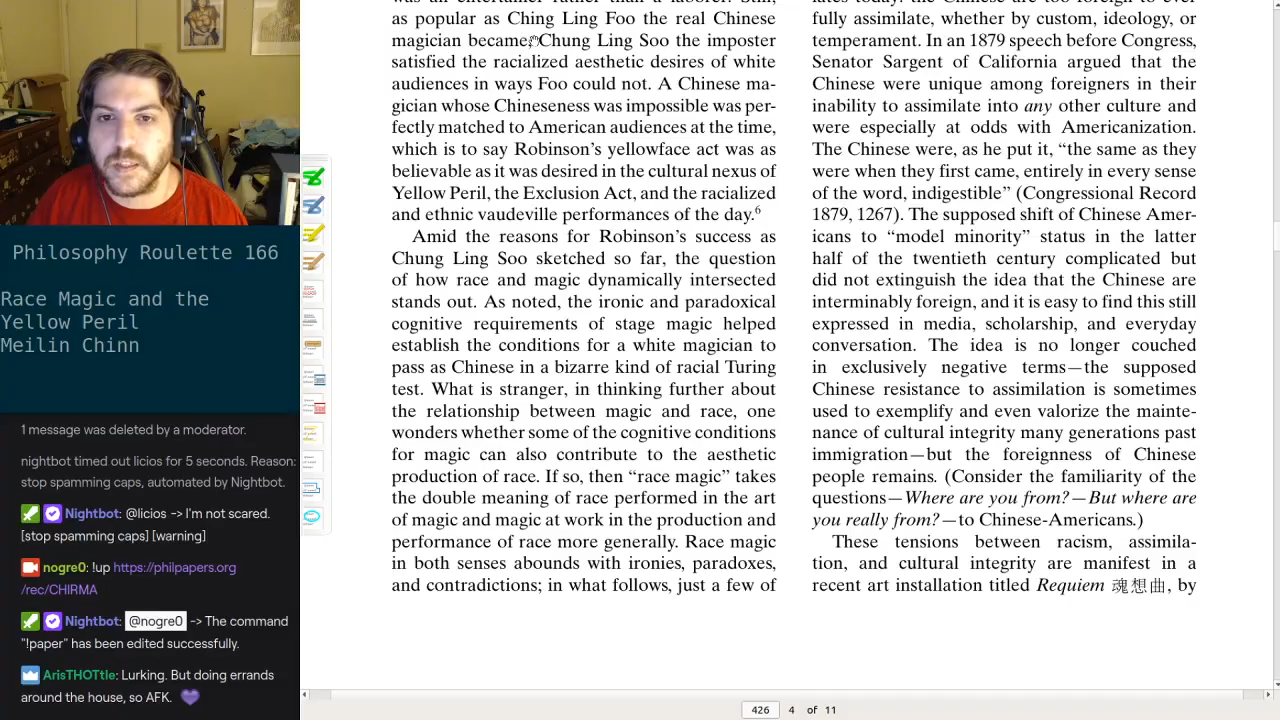 Philosophy Roulette 166
Race Magic and the
Yellow Peril
Meilin Chinn
1 message was deleted by a moderator.
Nightbot timed out licios for 5 seconds. Reason:
stop spamming caps, automated by Nightbot.
Nightbot: @licios -> I'm not scared.
[stop spamming caps] [warning]
nogre0: !up https://philpapers.org
/rec/CHIRMA
Nightbot: @nogre0 -> The command
"!paper" has been edited successfully.
ArisTHOTtle: Lurking. But doing errands
around the house, so AFK.
was an entertainer rather than a laborer. Still,
as popular as Ching Ling Foo the real Chinese
magician became, Chung Ling Soo the imposter
satisfied the racialized aesthetic desires of white
audiences in ways Foo could not. A Chinese ma-
gician whose Chineseness was impossible was per-
fectly matched to American audiences at the time,
which is to say Robinson's yellowface act was as
believable as it was desired in the cultural nexus of
Yellow Peril, the Exclusion Act, and the racialized
and ethnic vaudeville performances of the era.⁶
Amid the reasons for Robinson's success as
Chung Ling Soo sketched so far, the question
of how magic and race dynamically interacted
stands out. As noted, the ironic and paradoxical
cognitive requirements of magic might help to
establish the conditions for a white magician to
pass as Chinese in a way that other racial acts at-
test. What is stranger is thinking further about
the relationship between magic and race. If one
wonders whether some of the cognitive conditions
for magic can also contribute to the aesthetic
production of race, then "race magic" takes on
the double meaning of race performed in the art
of magic and magic at work in the production and
performance of race more generally. Race magic
in both senses abounds with ironies, paradoxes,
and contradictions; in what follows, just a few of
fully assimilate, whether by custom, ideology, or
temperament. In an 1879 speech before Congress,
Senator Sargent of California argued that the
Chinese were unique among foreigners in their
inability to assimilate into any other culture and
were especially at odds with Americanization.
The Chinese were, as he put it, "the same as they
were when they first came, entirely in every sense
of the word, indigestible" (Congressional Record
1879, 1267). The supposed shift of Chinese Amer-
icans to "model minority" status in the latter
half of the twentieth century complicated but
did not extinguish the idea that the Chinese are
interminably foreign. It is easy to find this view
expressed in media, scholarship, and everyday
conversation. The idea is no longer couched
in exclusively negative terms—the supposed
Chinese resistance to assimilation is sometimes
used to exemplify and even valorize the mainte-
nance of cultural integrity many generations after
immigration—but the foreignness of Chinese
people remains. (Consider the familiarity of the
questions—Where are you from?—But where are
you really from?—to Chinese Americans.)
These tensions between racism, assimila-
tion, and cultural integrity are manifest in a
recent art installation titled Requiem 魂想曲, by
426 4 of 11